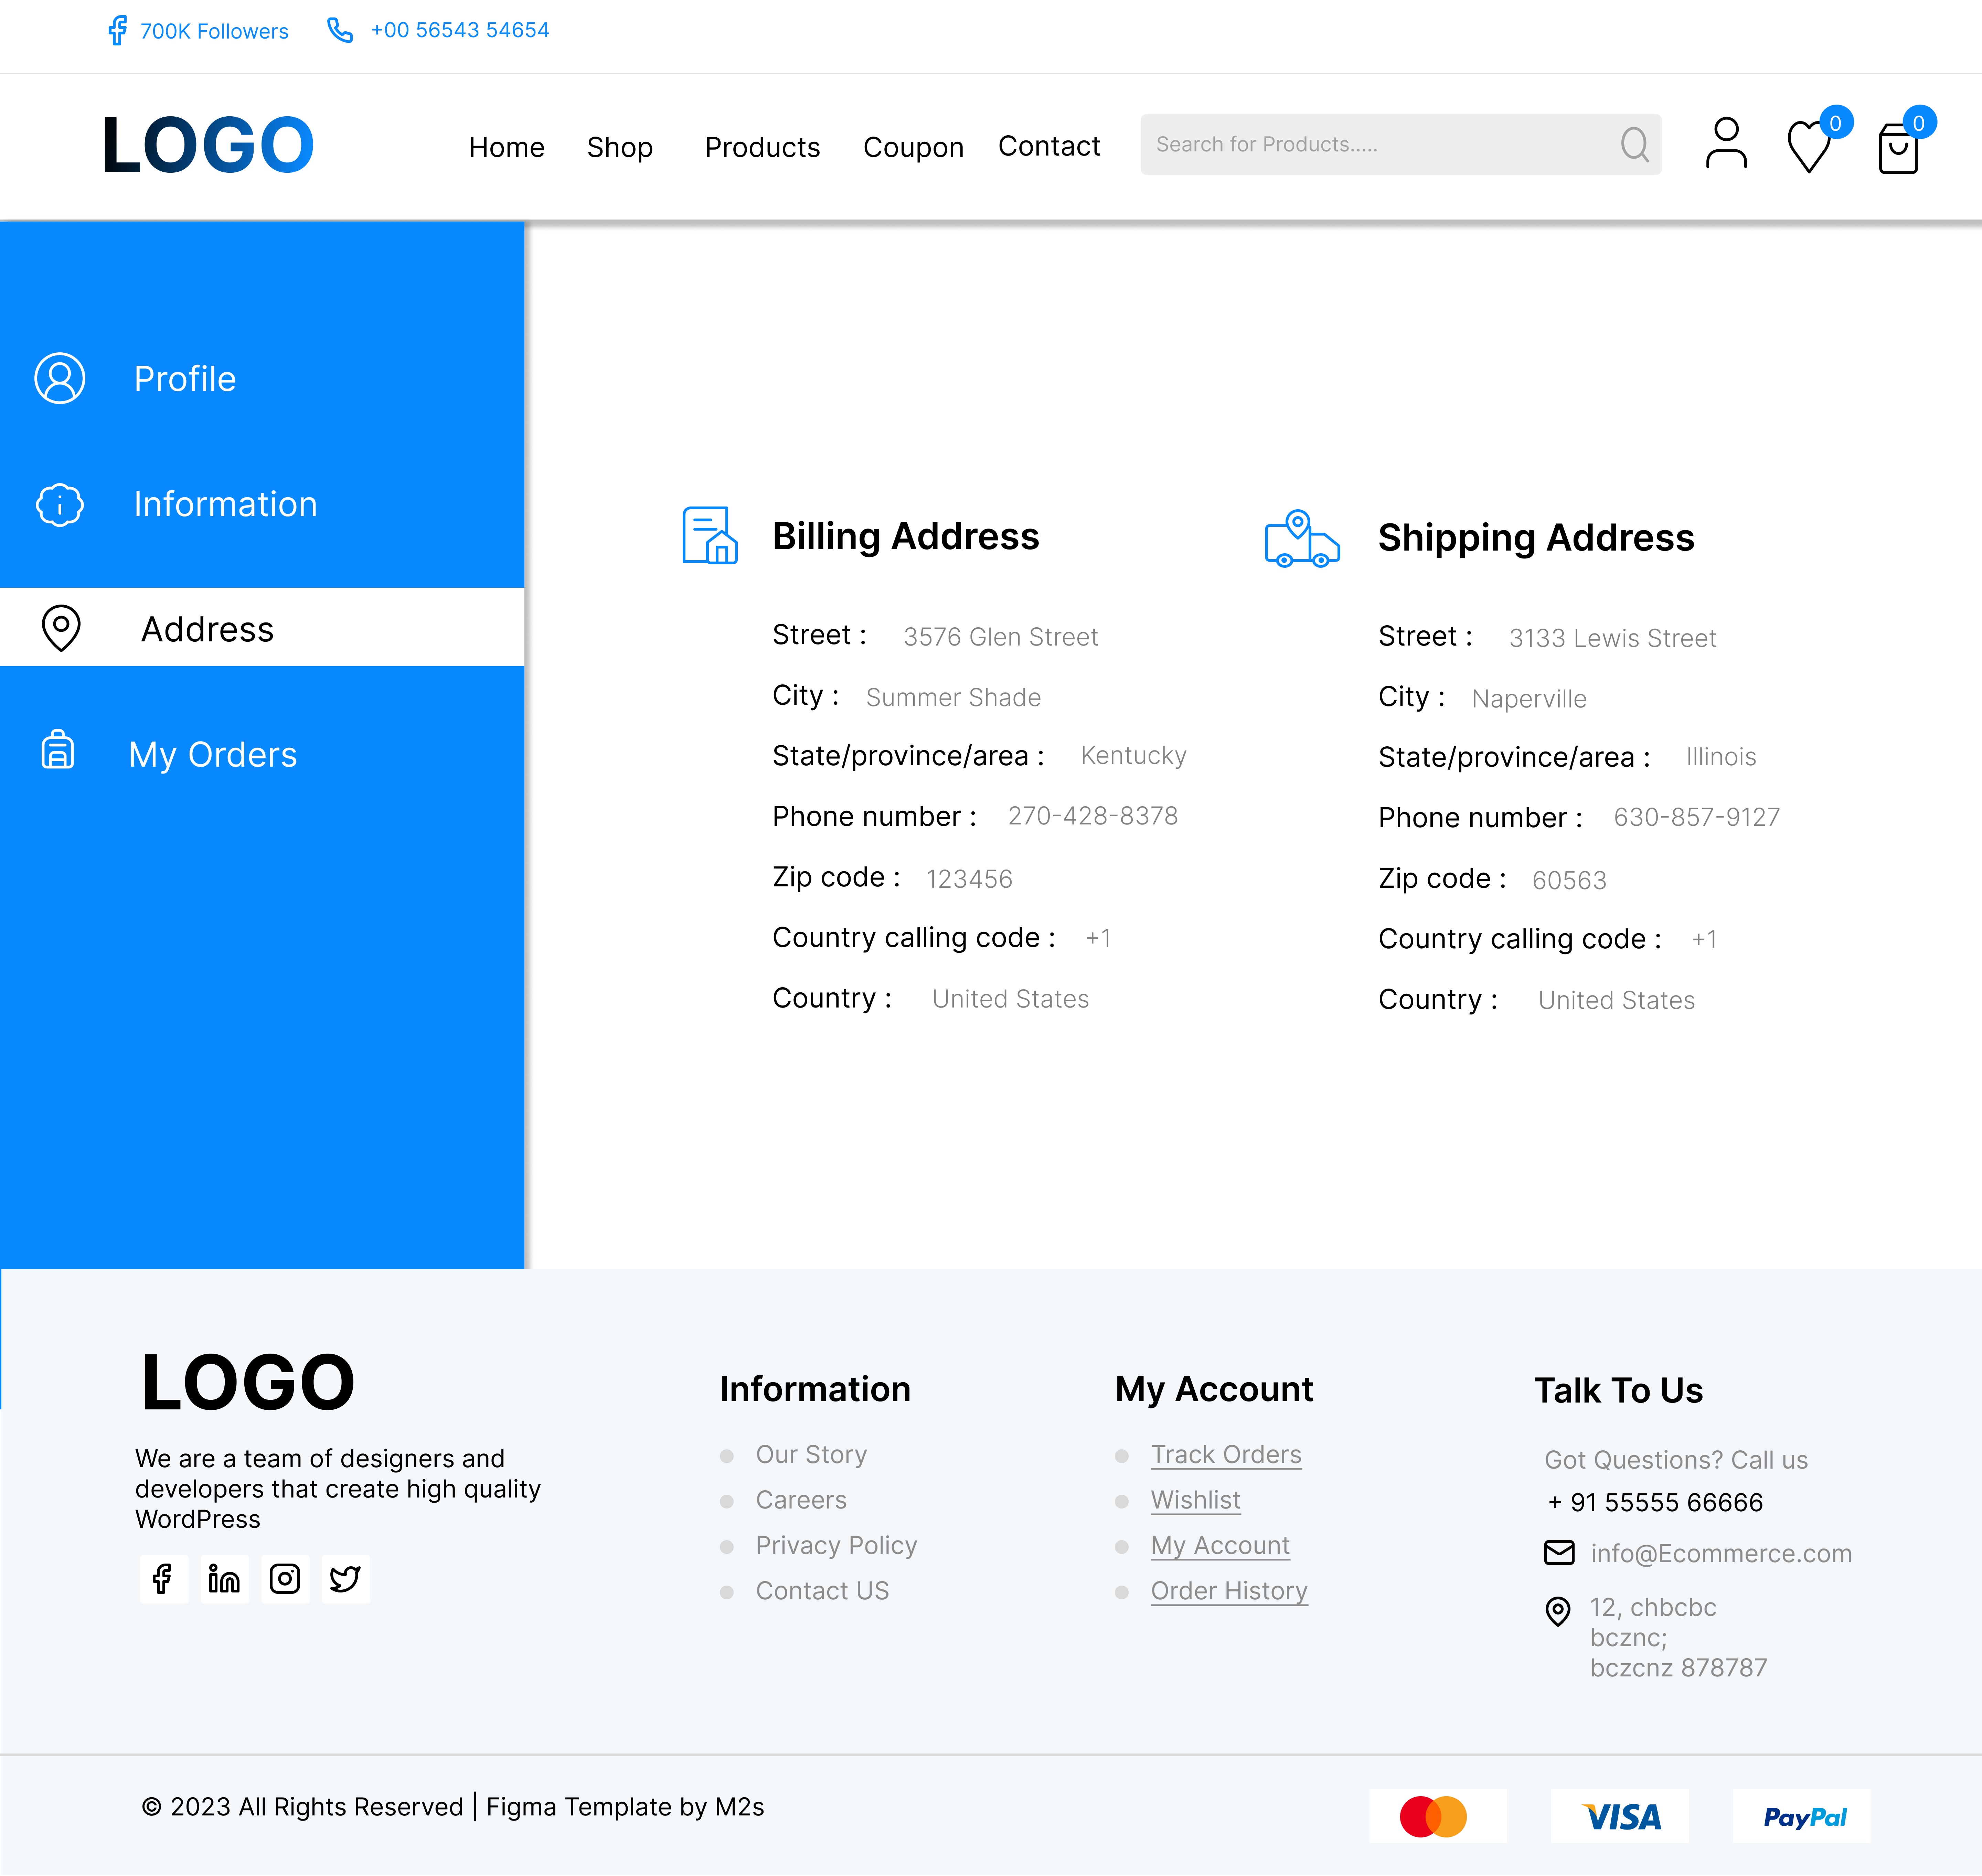 700K Followers +00 56543 54654
LOGO Home Shop Products Coupon Contact Search for Products..... 0 0
Profile
Information
Address
My Orders
Billing Address
Street : 3576 Glen Street
City : Summer Shade
State/province/area : Kentucky
Phone number : 270-428-8378
Zip code : 123456
Country calling code : +1
Country : United States
Shipping Address
Street : 3133 Lewis Street
City : Naperville
State/province/area : Illinois
Phone number : 630-857-9127
Zip code : 60563
Country calling code : +1
Country : United States
LOGO
We are a team of designers and
developers that create high quality
WordPress
Information
Our Story
Careers
Privacy Policy
Contact US
My Account
Track Orders
Wishlist
My Account
Order History
Talk To Us
Got Questions? Call us
+ 91 55555 66666
info@Ecommerce.com
12, chbcbc
bcznc;
bczcnz 878787
© 2023 All Rights Reserved | Figma Template by M2s
VISA PayPal